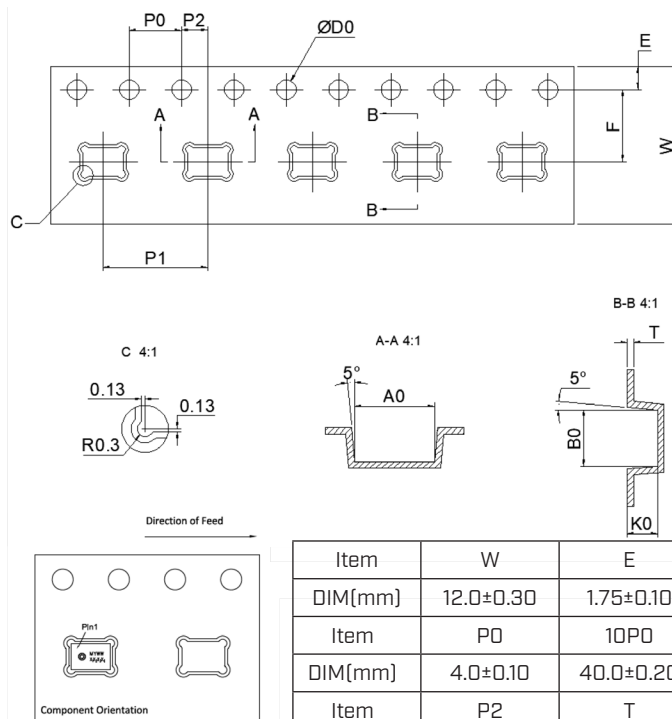 P0 P2
ØD0
E
A A
B
F
W
B
C
P1
B-B 4:1
T
C 4:1
A-A 4:1
5°
5°
0.13
A0
0.13
R0.3
B0
K0
Direction of Feed
Item W E
DIM(mm) 12.0±0.30 1.75±0.10
Item P0 10P0
DIM(mm) 4.0±0.10 40.0±0.20
Item P2 T
Pin1
Component Orientation